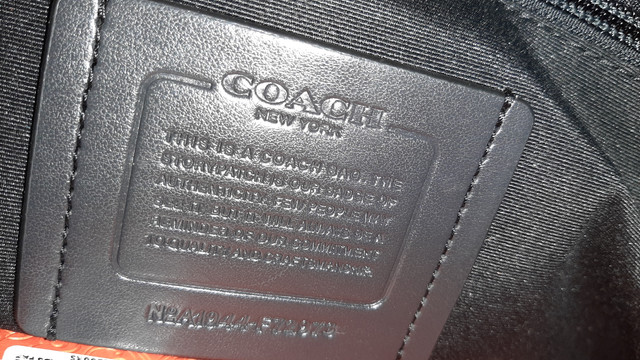 COACH
NEW YORK
THIS IS A COACH BAG. THE
STORYPATCH IS OUR BADGE OF
AUTHENTICITY. FEW PEOPLE MAY
SEE IT, BUT IT WILL ALWAYS BE A
REMINDER OF OUR COMMITMENT
TO QUALITY AND CRAFTSMANSHIP.